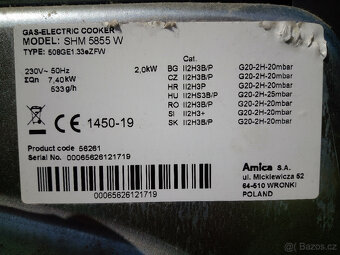 GAS-ELECTRIC COOKER
MODEL: SHM 5855 W
TYPE: 508GE1.33eZFW
Cat.
230V~ 50Hz 2,0kW BG II2H3B/P G20-2H-20mbar
ΣQn 7,40kW CZ II2H3B/P G20-2H-20mbar
533g/h HR II2H3P G20-2H-20mbar
HU II2HS3B/P G20-2H-20mbar
RO II2H3B/P G20-2H-20mbar
CE 1450-19 SI II2H3+ G20-2H-20mbar
SK II2H3B/P G20-2H-20mbar
Product code 56261
Serial No. 00065626121719
00065626121719
Amica S.A.
ul. Mickiewicza 52
64-510 WRONKI
POLAND
Bazos.cz